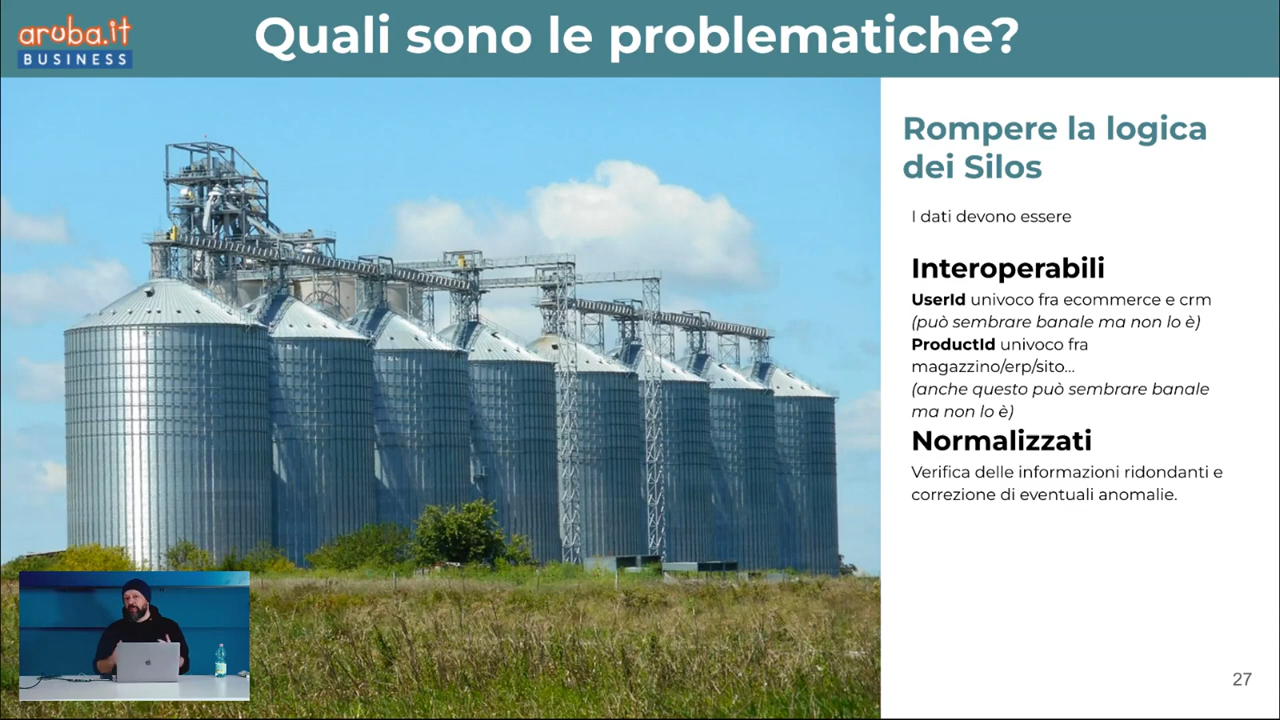 aruba.it
BUSINESS
Quali sono le problematiche?
Rompere la logica
dei Silos
I dati devono essere
Interoperabili
UserId univoco fra ecommerce e crm
(può sembrare banale ma non lo è)
ProductId univoco fra
magazzino/erp/sito...
(anche questo può sembrare banale
ma non lo è)
Normalizzati
Verifica delle informazioni ridondanti e
correzione di eventuali anomalie.
27